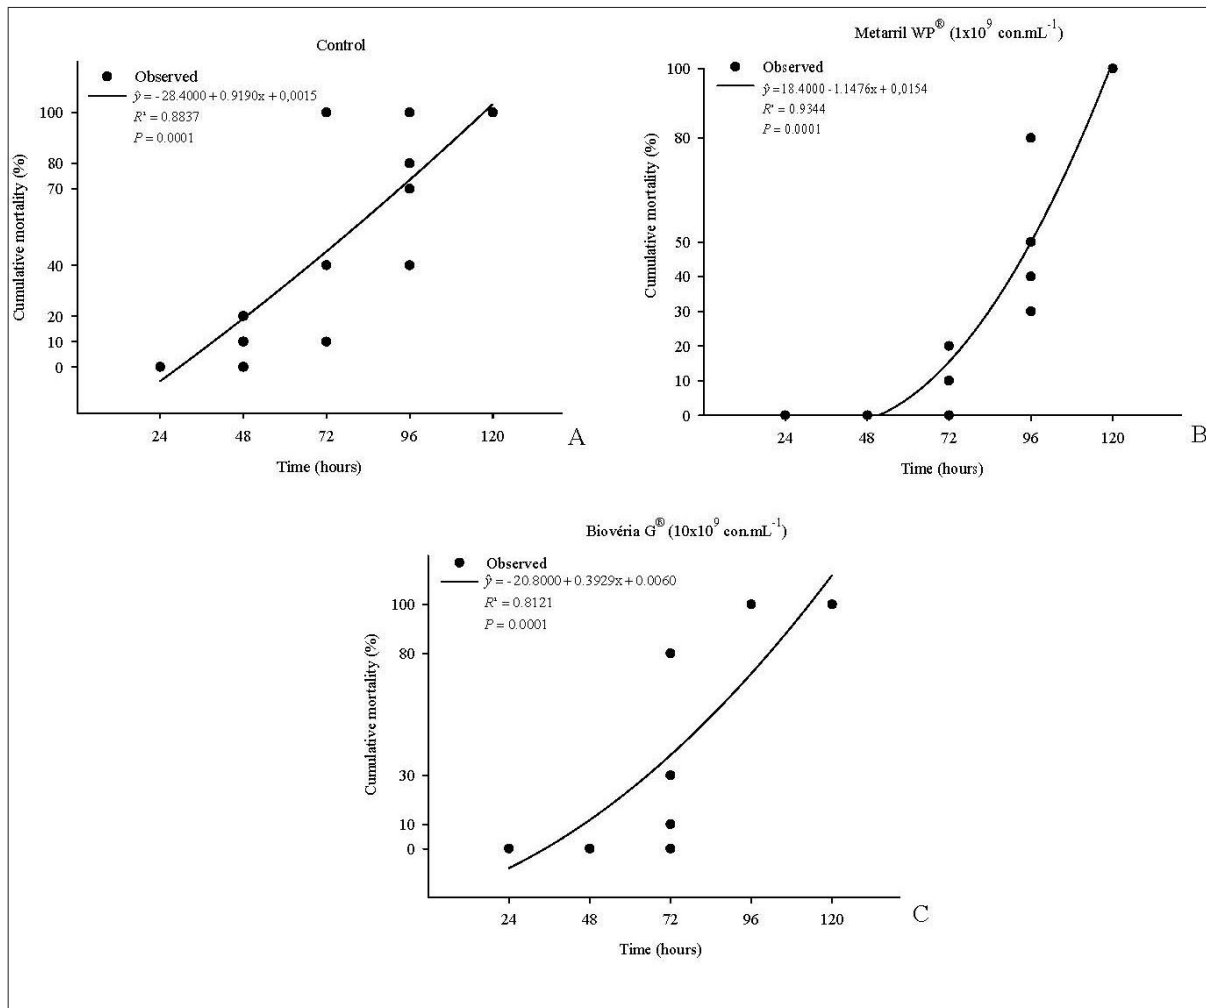 Control
Observed
ŷ = -28.4000 + 0.9190x + 0,0015
R² = 0.8837
P = 0.0001
Cumulative mortality (%)
100
80
70
40
20
10
0
24 48 72 96 120
Time (hours)
A
Metarril WP® (1x10⁹ con.mL⁻¹)
Observed
ŷ = 18.4000 - 1.1476x + 0,0154
R² = 0.9344
P = 0.0001
Cumulative mortality (%)
100
80
50
40
30
20
10
0
24 48 72 96 120
Time (hours)
B
Biovéria G® (10x10⁹ con.mL⁻¹)
Observed
ŷ = -20.8000 + 0.3929x + 0.0060
R² = 0.8121
P = 0.0001
Cumulative mortality (%)
100
80
30
10
0
24 48 72 96 120
Time (hours)
C